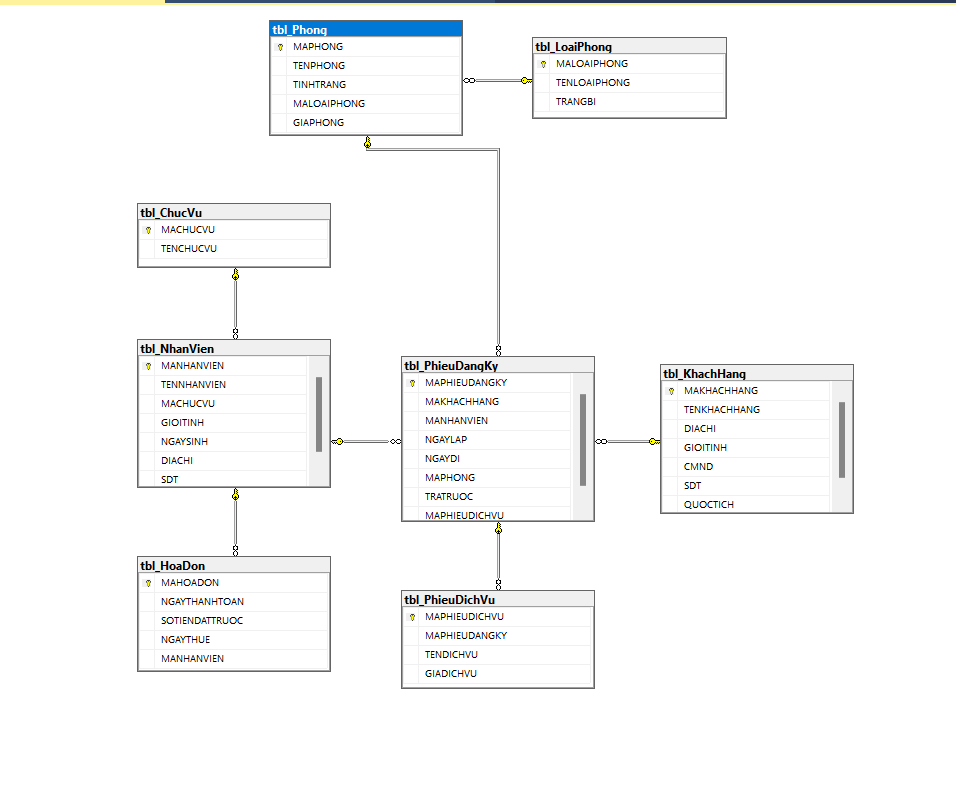 tbl_Phong
MAPHONG
TENPHONG
TINHTRANG
MALOAIPHONG
GIAPHONG
tbl_LoaiPhong
MALOAIPHONG
TENLOAIPHONG
TRANGBI
tbl_ChucVu
MACHUCVU
TENCHUCVU
tbl_NhanVien
MANHANVIEN
TENNHANVIEN
MACHUCVU
GIOITINH
NGAYSINH
DIACHI
SDT
tbl_PhieuDangKy
MAPHIEUDANGKY
MAKHACHHANG
MANHANVIEN
NGAYLAP
NGAYDI
MAPHONG
TRATRUOC
MAPHIEUDICHVU
tbl_KhachHang
MAKHACHHANG
TENKHACHHANG
DIACHI
GIOITINH
CMND
SDT
QUOCTICH
tbl_HoaDon
MAHOADON
NGAYTHANHTOAN
SOTIENDATTRUOC
NGAYTHUE
MANHANVIEN
tbl_PhieuDichVu
MAPHIEUDICHVU
MAPHIEUDANGKY
TENDICHVU
GIADICHVU